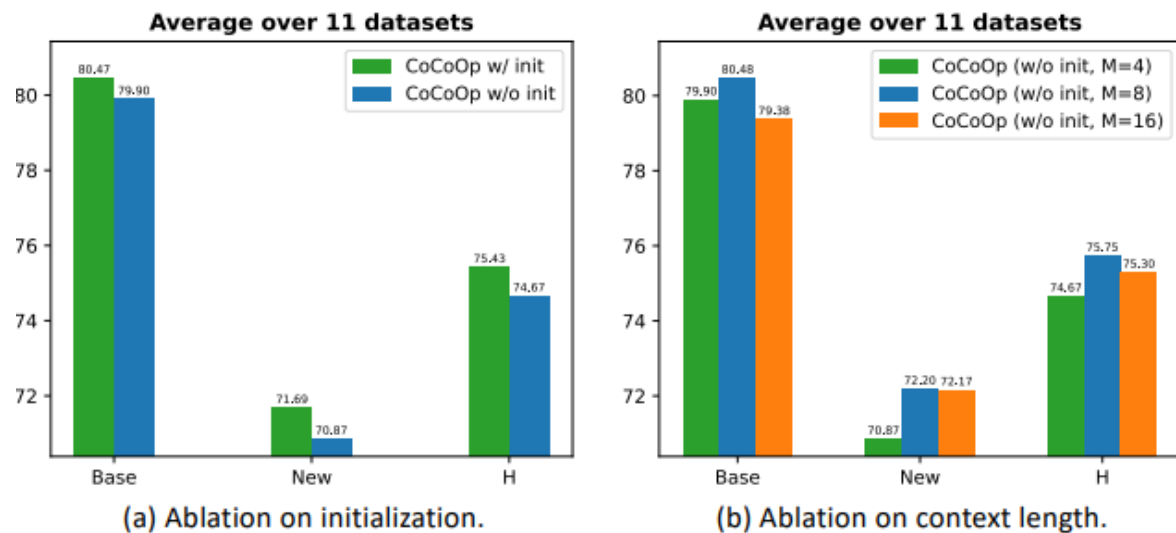 Average over 11 datasets
CoCoOp w/ init
CoCoOp w/o init
80.47
79.90
71.69
70.87
75.43
74.67
80
78
76
74
72
Base New H
(a) Ablation on initialization.
Average over 11 datasets
CoCoOp (w/o init, M=4)
CoCoOp (w/o init, M=8)
CoCoOp (w/o init, M=16)
79.90
80.48
79.38
70.87
72.20
72.17
74.67
75.75
75.30
80
78
76
74
72
Base New H
(b) Ablation on context length.